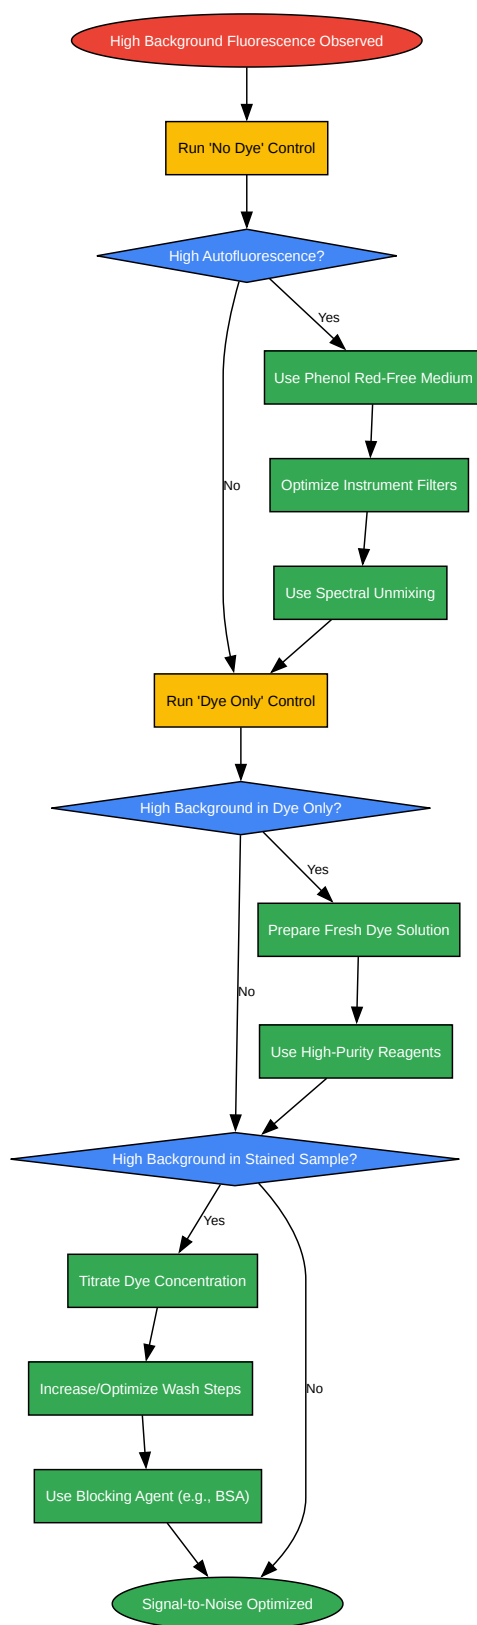 High Background Fluorescence Observed
Run 'No Dye' Control
High Autofluorescence?
Yes
Use Phenol Red-Free Medium
No
Optimize Instrument Filters
Use Spectral Unmixing
Run 'Dye Only' Control
High Background in Dye Only?
Yes
Prepare Fresh Dye Solution
No
Use High-Purity Reagents
High Background in Stained Sample?
Yes
Titrate Dye Concentration
Increase/Optimize Wash Steps
No
Use Blocking Agent (e.g., BSA)
Signal-to-Noise Optimized